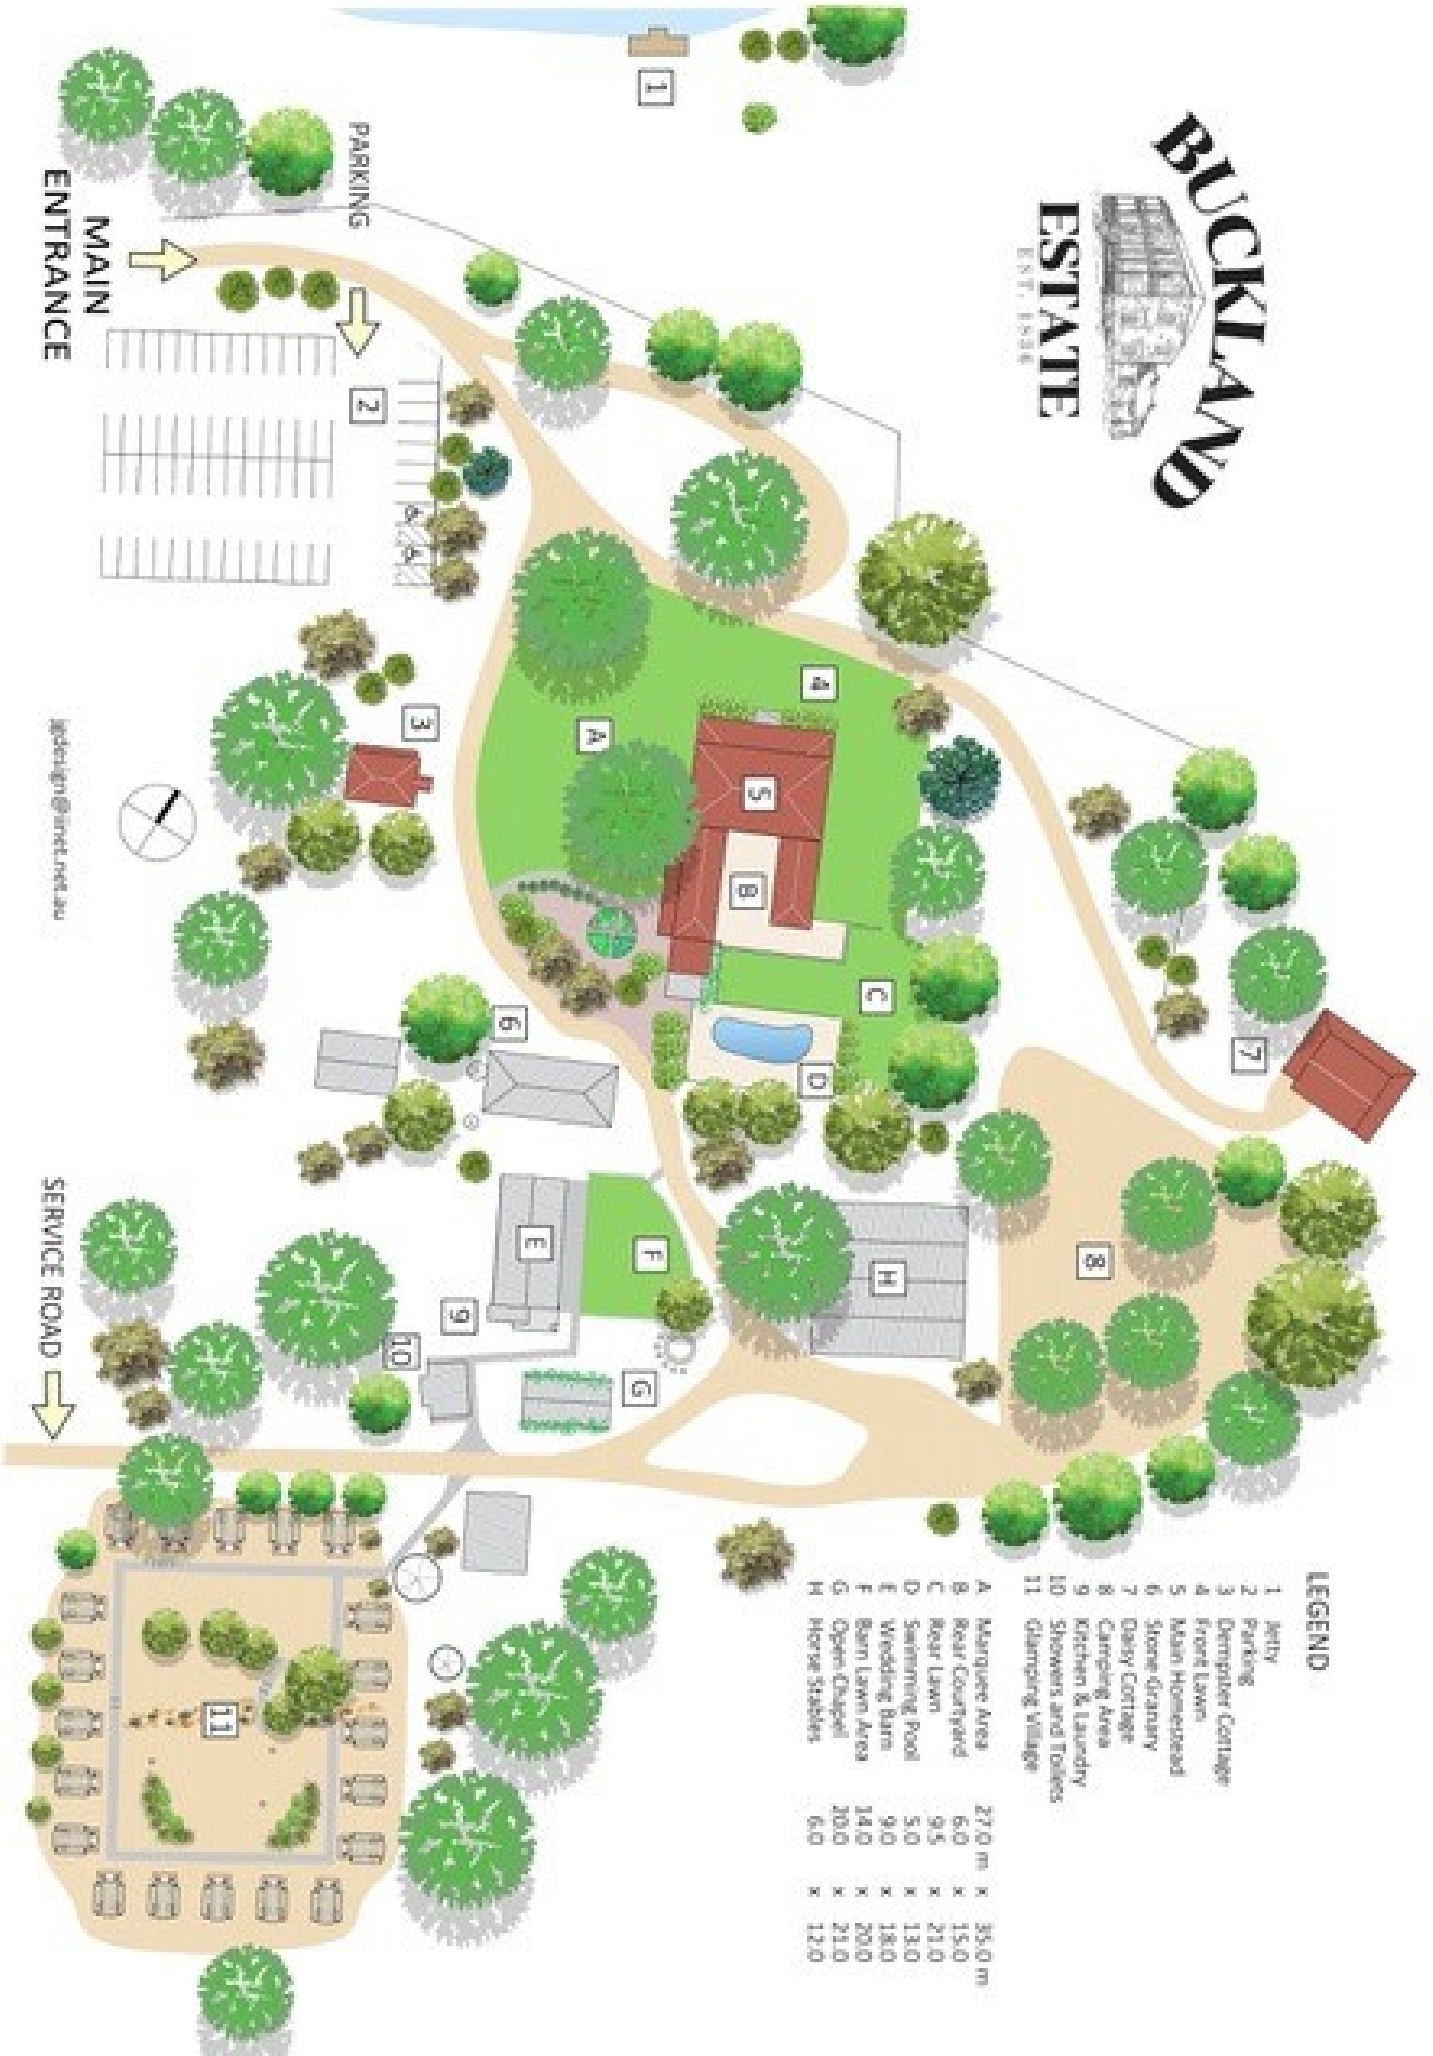 BUCKLAND
ESTATE
EST. 1836
PARKING
MAIN
ENTRANCE
SERVICE ROAD
1
2
3
4
5
6
7
8
9
10
11
A
B
C
D
E
F
G
H
LEGEND
1 Jetty
2 Parking
3 Dempster Cottage
4 Front Lawn
5 Main Homestead
6 Stone Granary
7 Daisy Cottage
8 Camping Area
9 Kitchen & Laundry
10 Showers and Toilets
11 Glamping Village
A Marquee Area 27.0 m x 35.0 m
B Rear Courtyard 6.0 x 15.0
C Rear Lawn 9.5 x 21.0
D Swimming Pool 5.0 x 13.0
E Wedding Barn 9.0 x 18.0
F Barn Lawn Area 14.0 x 20.0
G Open Chapel 20.0 x 21.0
H Horse Stables 6.0 x 12.0